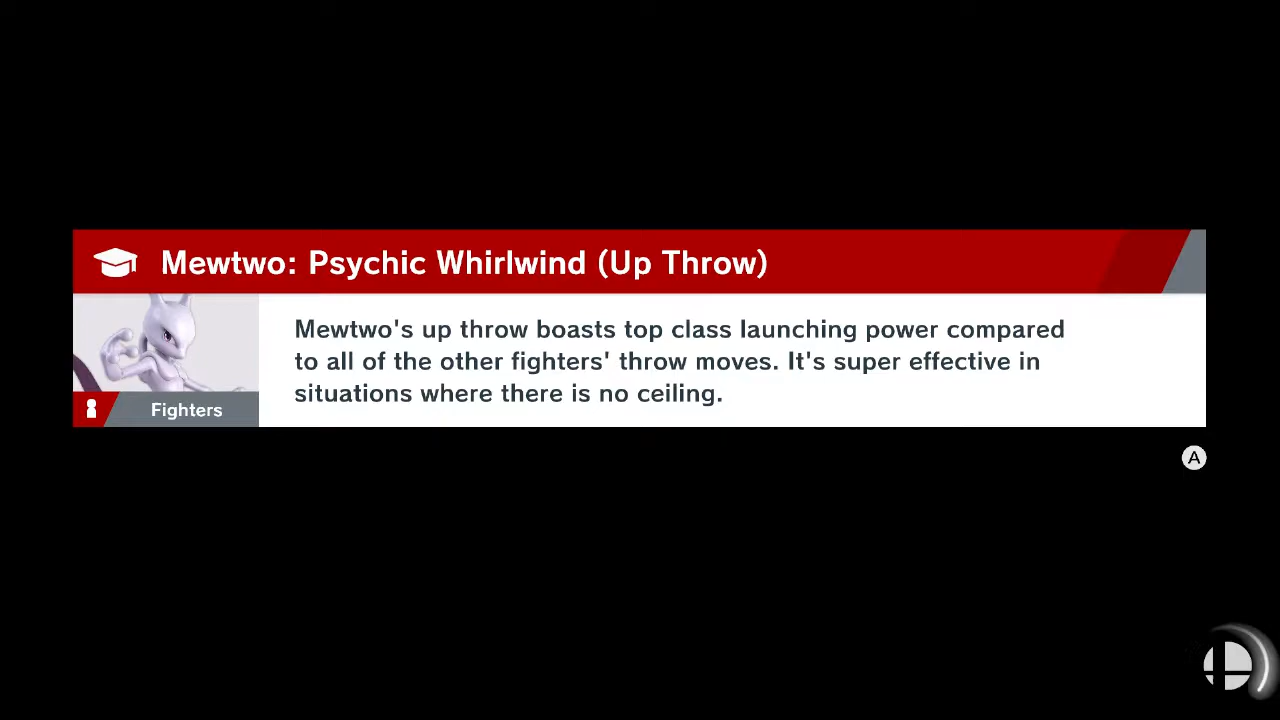 Mewtwo: Psychic Whirlwind (Up Throw)
Mewtwo's up throw boasts top class launching power compared
to all of the other fighters' throw moves. It's super effective in
situations where there is no ceiling.
Fighters
A